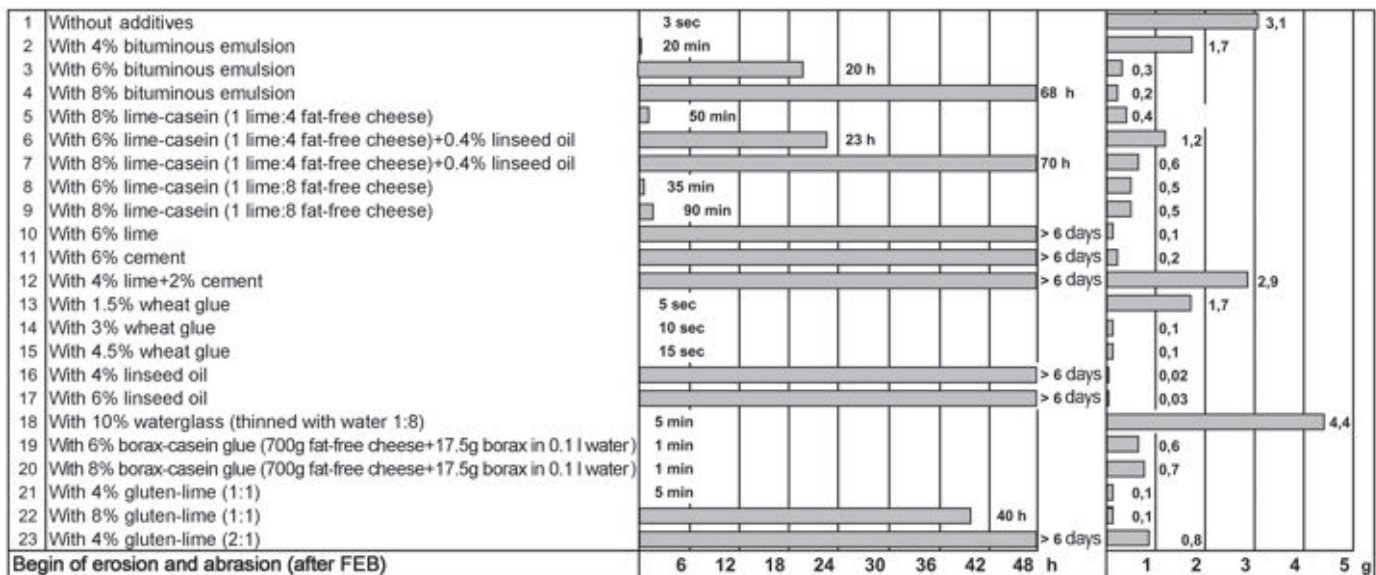 1 Without additives 3 sec 3,1
2 With 4% bituminous emulsion 20 min 1,7
3 With 6% bituminous emulsion 20 h 0,3
4 With 8% bituminous emulsion 68 h 0,2
5 With 8% lime-casein (1 lime:4 fat-free cheese) 50 min 0,4
6 With 6% lime-casein (1 lime:4 fat-free cheese)+0.4% linseed oil 23 h 1,2
7 With 8% lime-casein (1 lime:4 fat-free cheese)+0.4% linseed oil 70 h 0,6
8 With 6% lime-casein (1 lime:8 fat-free cheese) 35 min 0,5
9 With 8% lime-casein (1 lime:8 fat-free cheese) 90 min 0,5
10 With 6% lime > 6 days 0,1
11 With 6% cement > 6 days 0,2
12 With 4% lime+2% cement > 6 days 2,9
13 With 1.5% wheat glue 5 sec 1,7
14 With 3% wheat glue 10 sec 0,1
15 With 4.5% wheat glue 15 sec 0,1
16 With 4% linseed oil > 6 days 0,02
17 With 6% linseed oil > 6 days 0,03
18 With 10% waterglass (thinned with water 1:8) 5 min 4,4
19 With 6% borax-casein glue (700g fat-free cheese+17.5g borax in 0.1 l water) 1 min 0,6
20 With 8% borax-casein glue (700g fat-free cheese+17.5g borax in 0.1 l water) 1 min 0,7
21 With 4% gluten-lime (1:1) 5 min 0,1
22 With 8% gluten-lime (1:1) 40 h 0,1
23 With 4% gluten-lime (2:1) > 6 days 0,8
Begin of erosion and abrasion (after FEB) 6 12 18 24 30 36 42 48 h 1 2 3 4 5 g